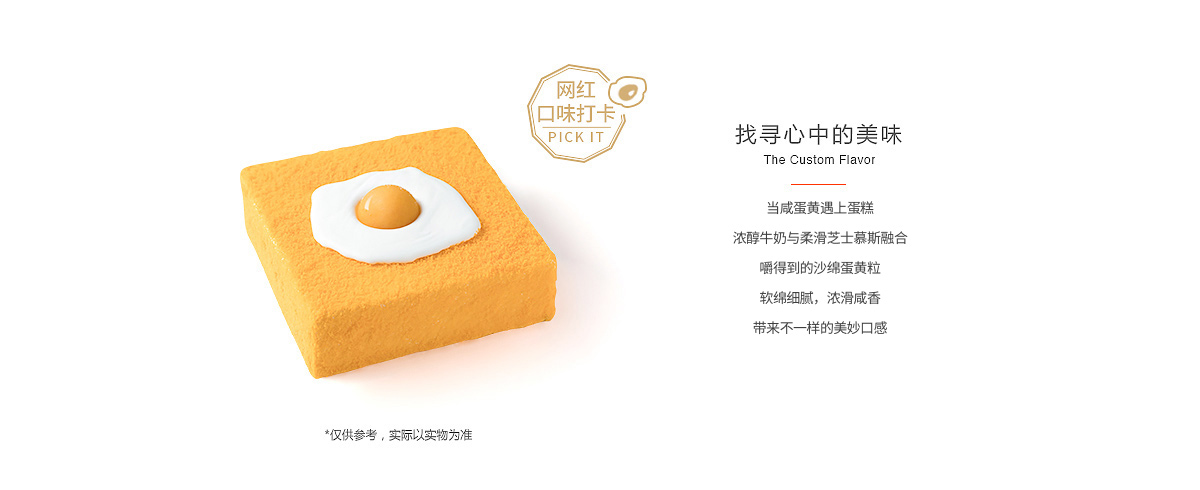 网红
口味打卡
PICK IT
找寻心中的美味
The Custom Flavor
当咸蛋黄遇上蛋糕
浓醇牛奶与柔滑芝士慕斯融合
嚼得到的沙绵蛋黄粒
软绵细腻，浓滑咸香
带来不一样的美妙口感
*仅供参考，实际以实物为准